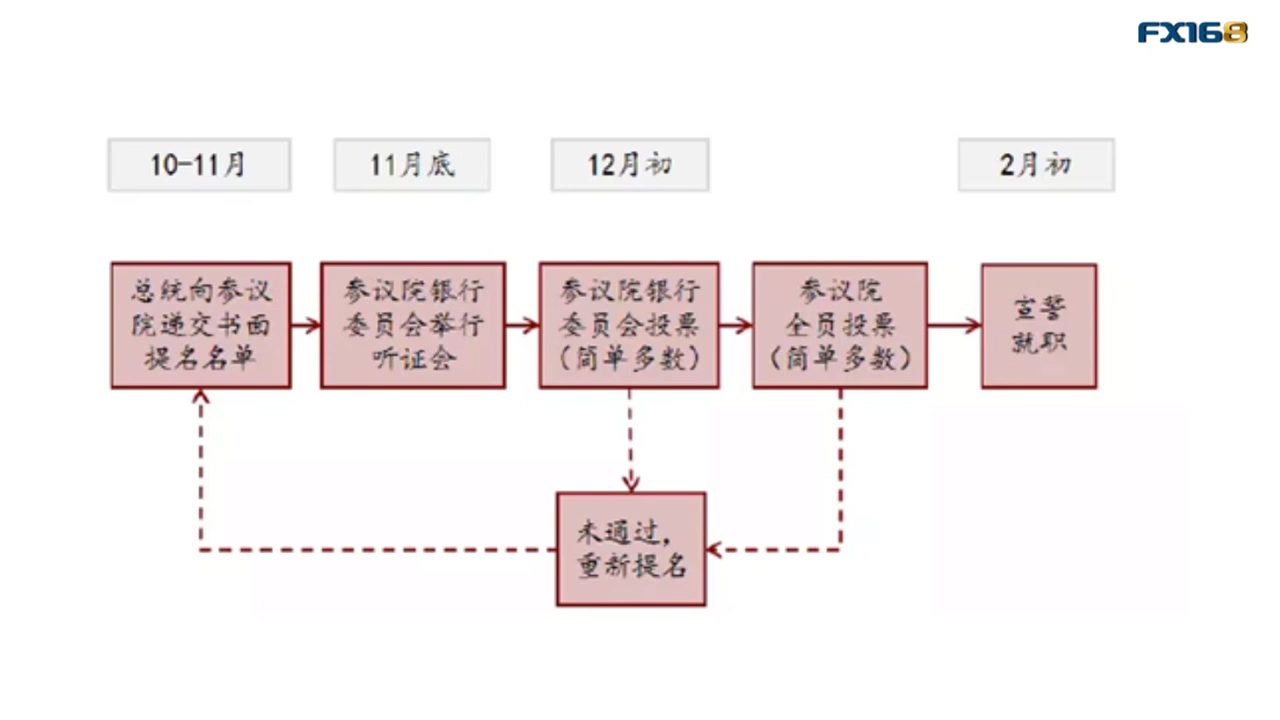 FX168
10-11月
11月底
12月初
2月初
总统向参议
院递交书面
提名名单
参议院银行
委员会举行
听证会
参议院银行
委员会投票
（简单多数）
参议院
全员投票
（简单多数）
宣誓
就职
未通过，
重新提名